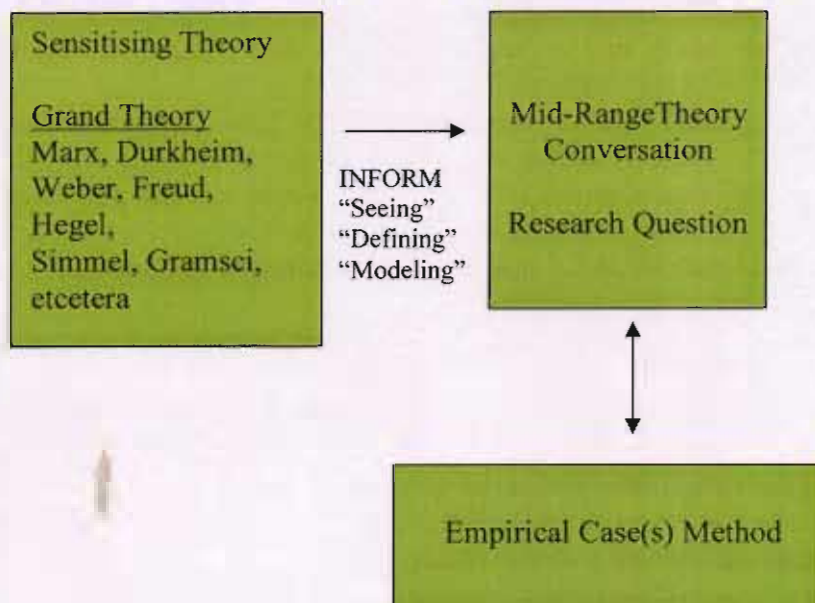 Sensitising Theory
Grand Theory
Marx, Durkheim,
Weber, Freud,
Hegel,
Simmel, Gramsci,
etcetera
INFORM
“Seeing”
“Defining”
“Modeling”
Mid-RangeTheory
Conversation
Research Question
Empirical Case(s) Method